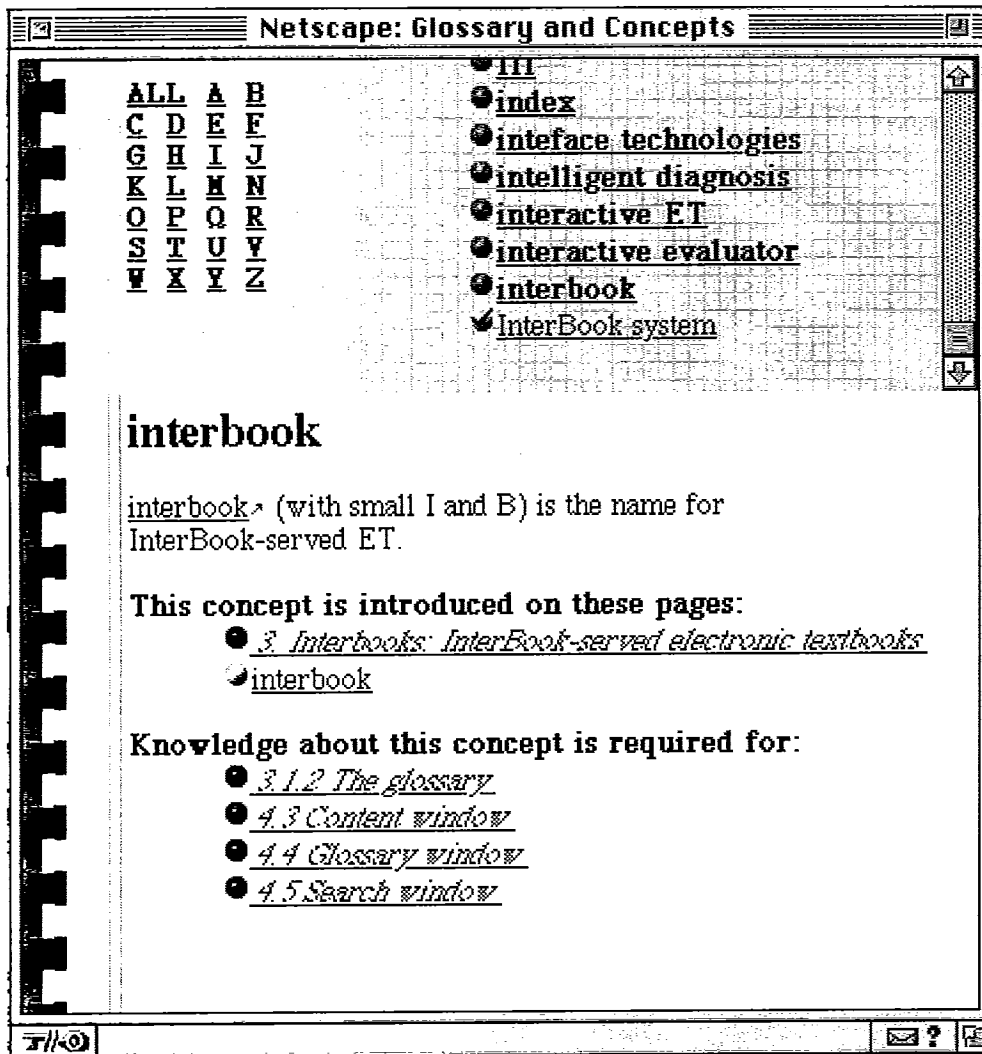 Netscape: Glossary and Concepts
ALL A B
C D E F
G H I J
K L M N
O P Q R
S T U V
W X Y Z
index
inteface technologies
intelligent diagnosis
interactive ET
interactive evaluator
interbook
InterBook system
interbook
interbook (with small I and B) is the name for
InterBook-served ET.
This concept is introduced on these pages:
3. Interbooks: InterBook-served electronic textbooks
interbook
Knowledge about this concept is required for:
3.1.2 The glossary
4.3 Content window
4.4 Glossary window
4.5 Search window
?